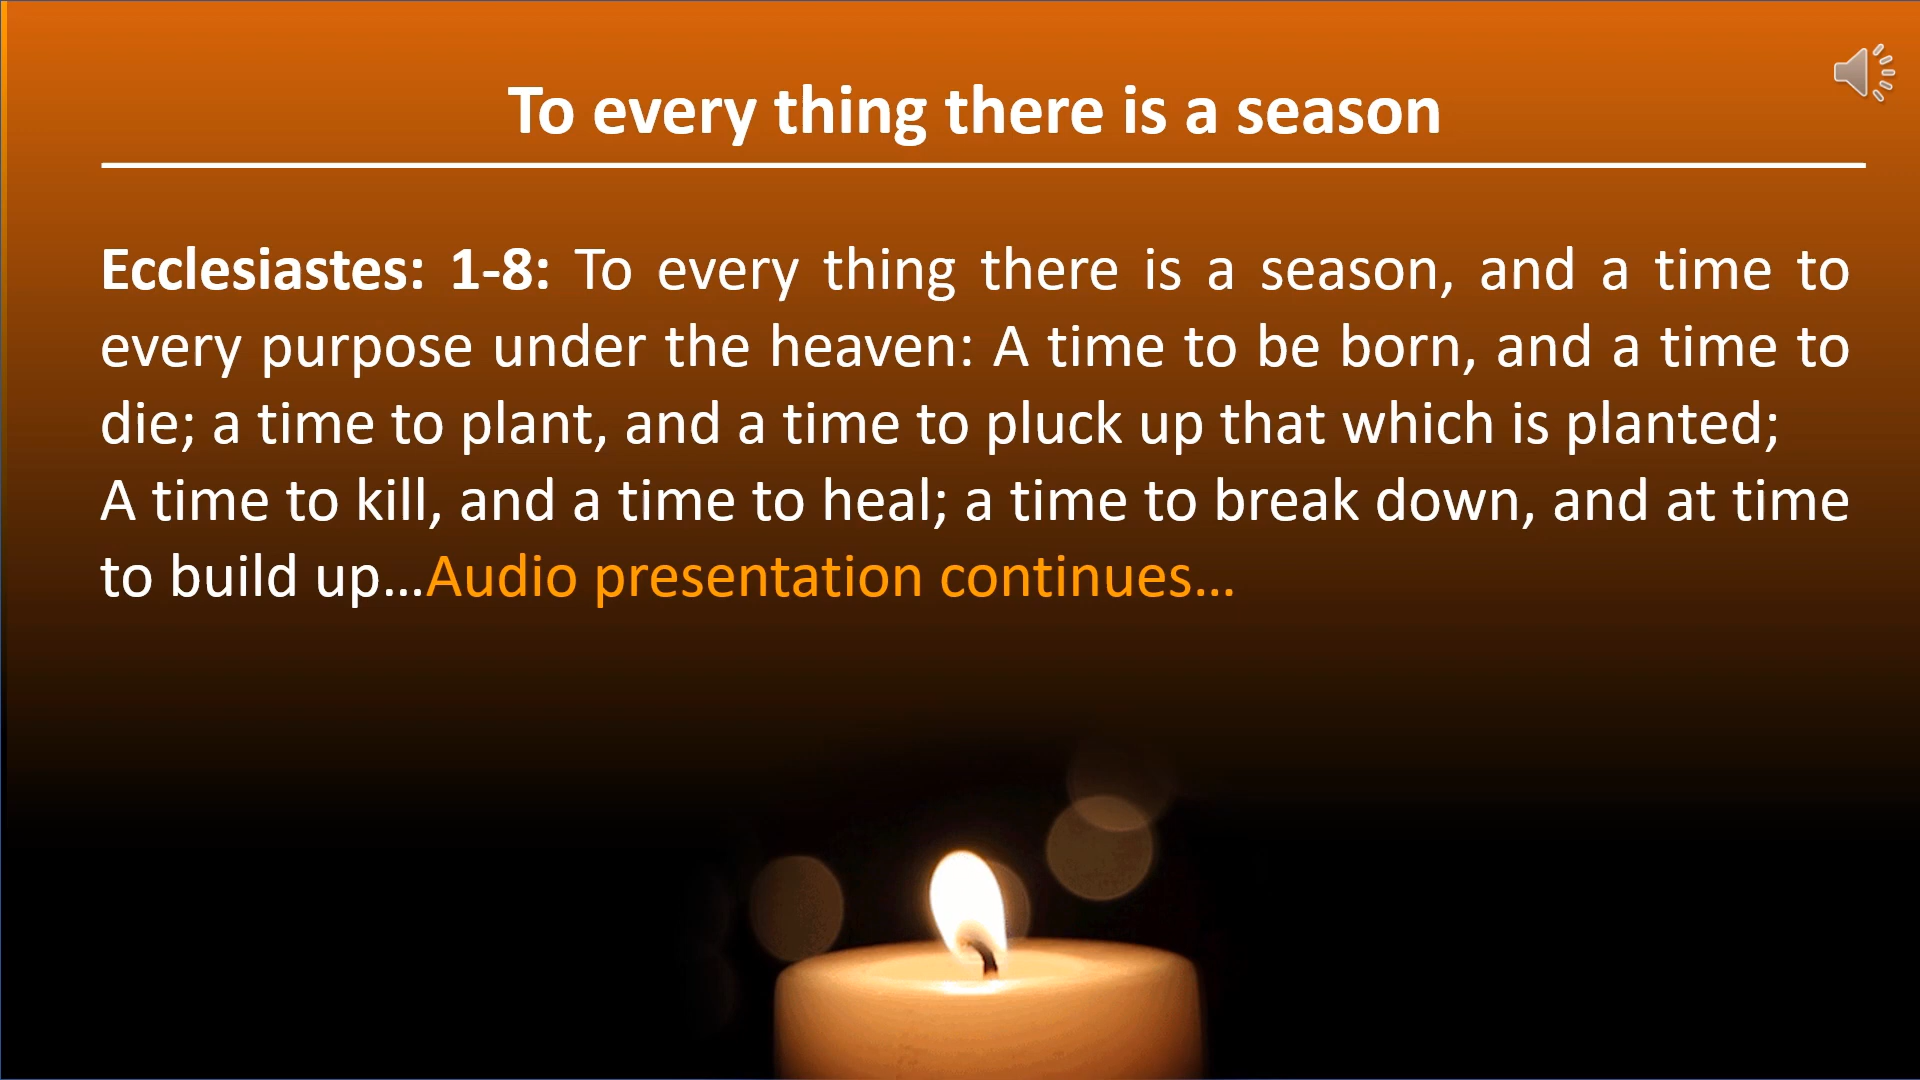 To every thing there is a season
Ecclesiastes: 1-8: To every thing there is a season, and a time to
every purpose under the heaven: A time to be born, and a time to
die; a time to plant, and a time to pluck up that which is planted;
A time to kill, and a time to heal; a time to break down, and at time
to build up…Audio presentation continues…